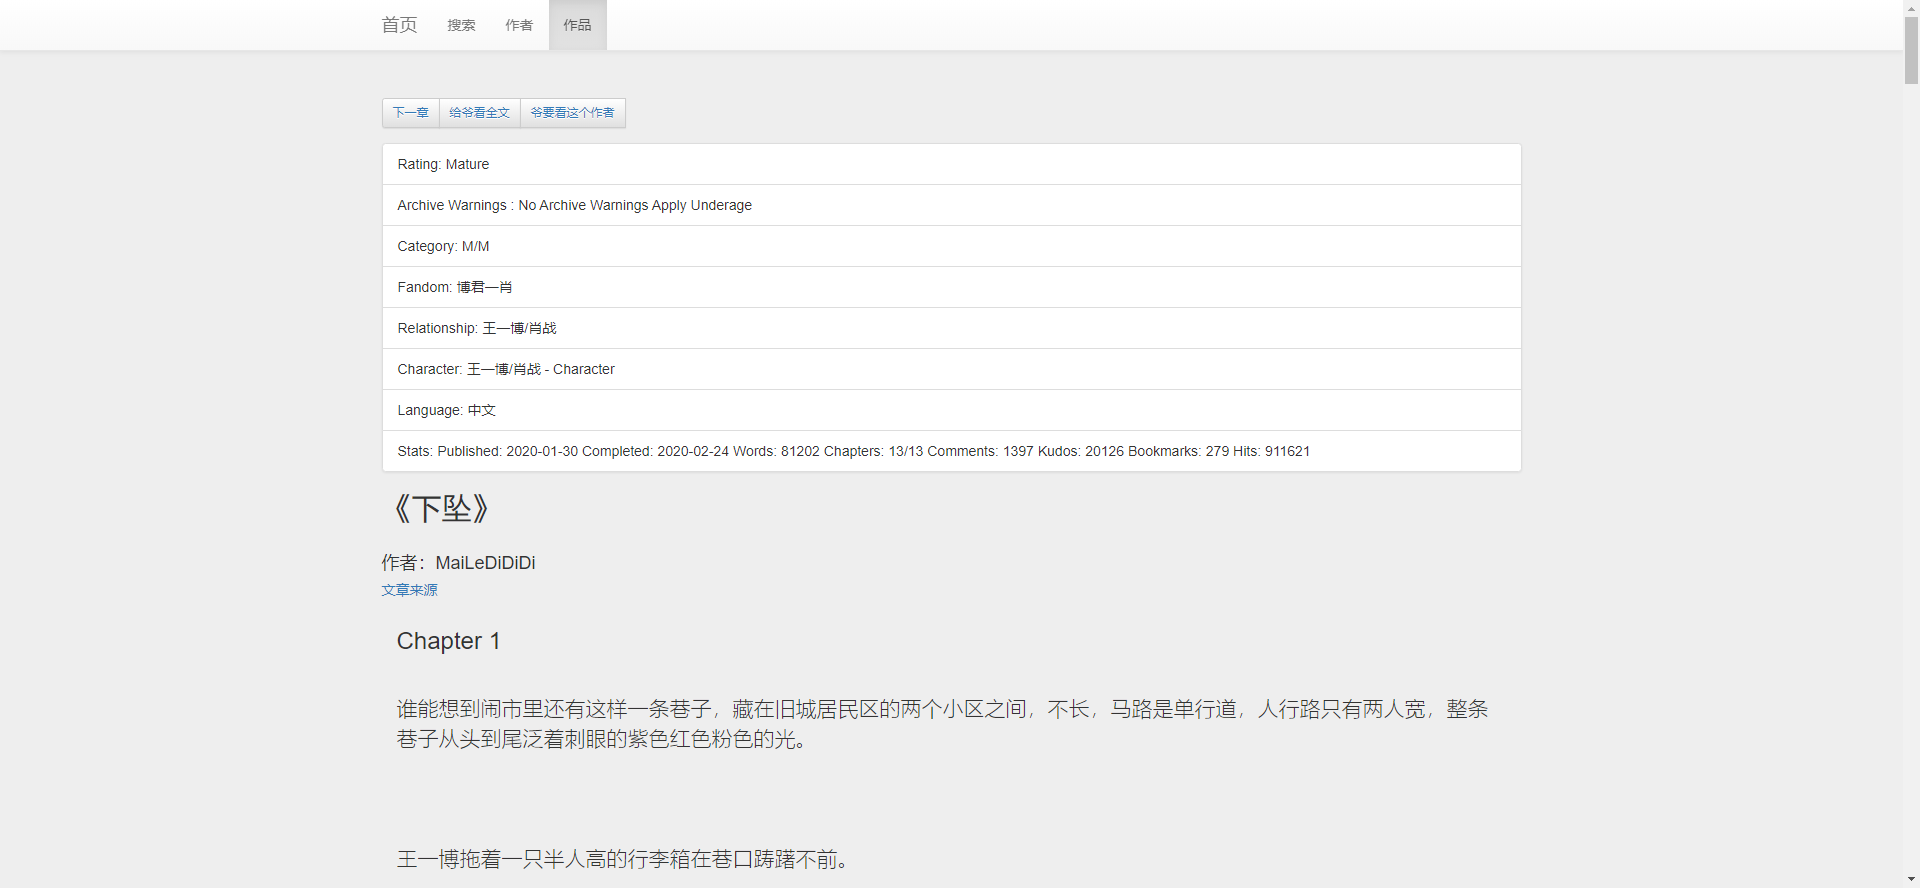 首页 搜索 作者 作品
下一章 给爷看全文 爷要看这个作者
Rating: Mature
Archive Warnings : No Archive Warnings Apply Underage
Category: M/M
Fandom: 博君一肖
Relationship: 王一博/肖战
Character: 王一博/肖战 - Character
Language: 中文
Stats: Published: 2020-01-30 Completed: 2020-02-24 Words: 81202 Chapters: 13/13 Comments: 1397 Kudos: 20126 Bookmarks: 279 Hits: 911621
《下坠》
作者：MaiLeDiDiDi
文章来源
Chapter 1
谁能想到闹市里还有这样一条巷子，藏在旧城居民区的两个小区之间，不长，马路是单行道，人行路只有两人宽，整条
巷子从头到尾泛着刺眼的紫色红色粉色的光。
王一博拖着一只半人高的行李箱在巷口踌躇不前。